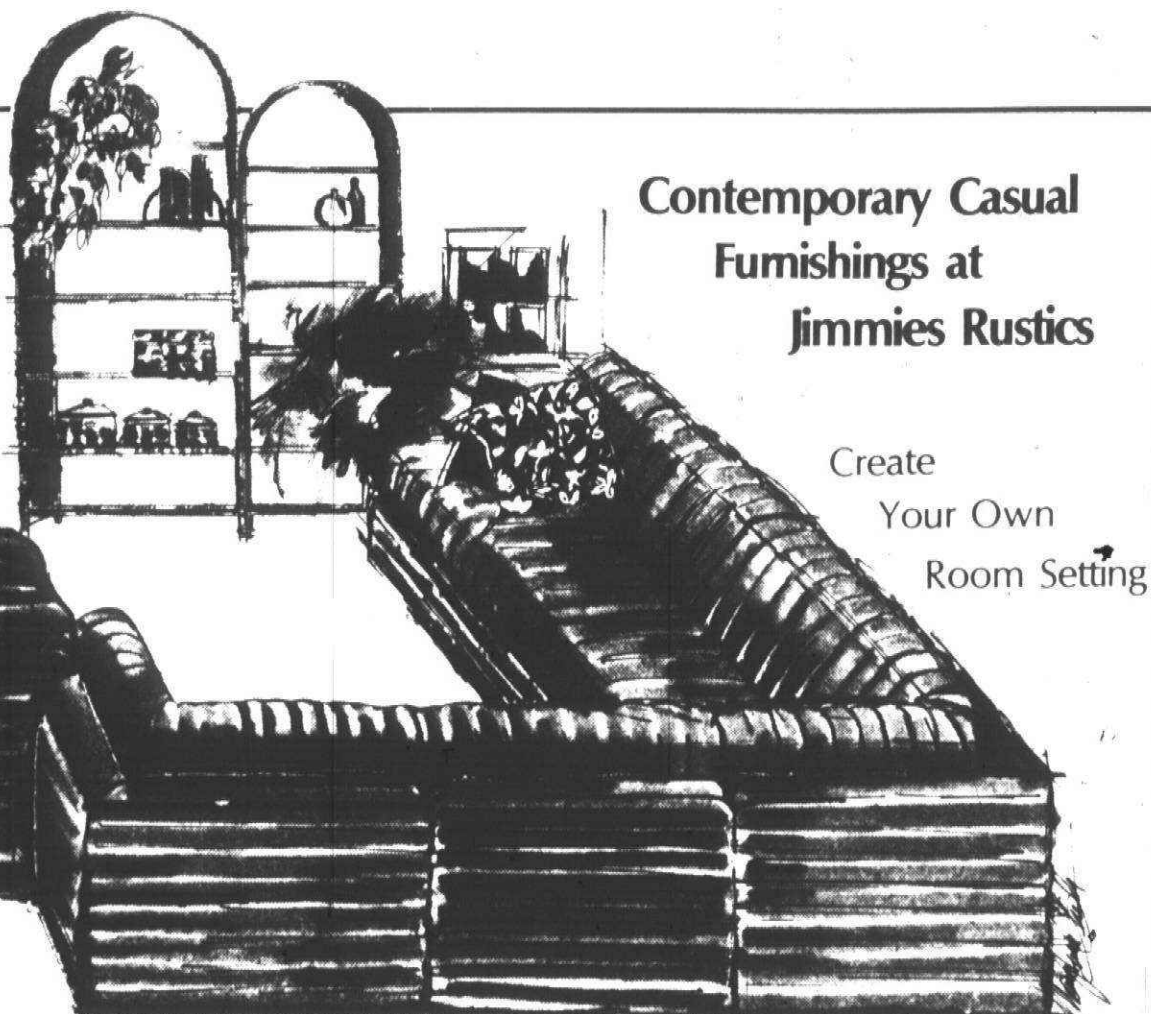 Contemporary Casual
Furnishings at
Jimmies Rustics
Create
Your Own
Room Setting